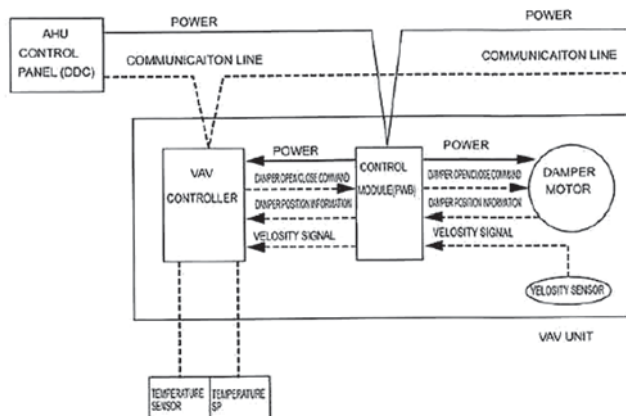 POWER
POWER
AHU
CONTROL
PANEL (DDC)
COMMUNICAITON LINE
COMMUNICAITON LINE
POWER
POWER
VAV
CONTROLLER
CONTROL
MODULE(PWB)
DAMPER
MOTOR
DAMPER OPEN/CLOSE COMMAND
DAMPER OPEN/CLOSE COMMAND
DAMPER POSITION INFORMATION
DAMPER POSITION INFORMATION
VELOSITY SIGNAL
VELOSITY SIGNAL
VELOSITY SENSOR
VAV UNIT
TEMPERATURE
SENSOR
TEMPERATURE
SP